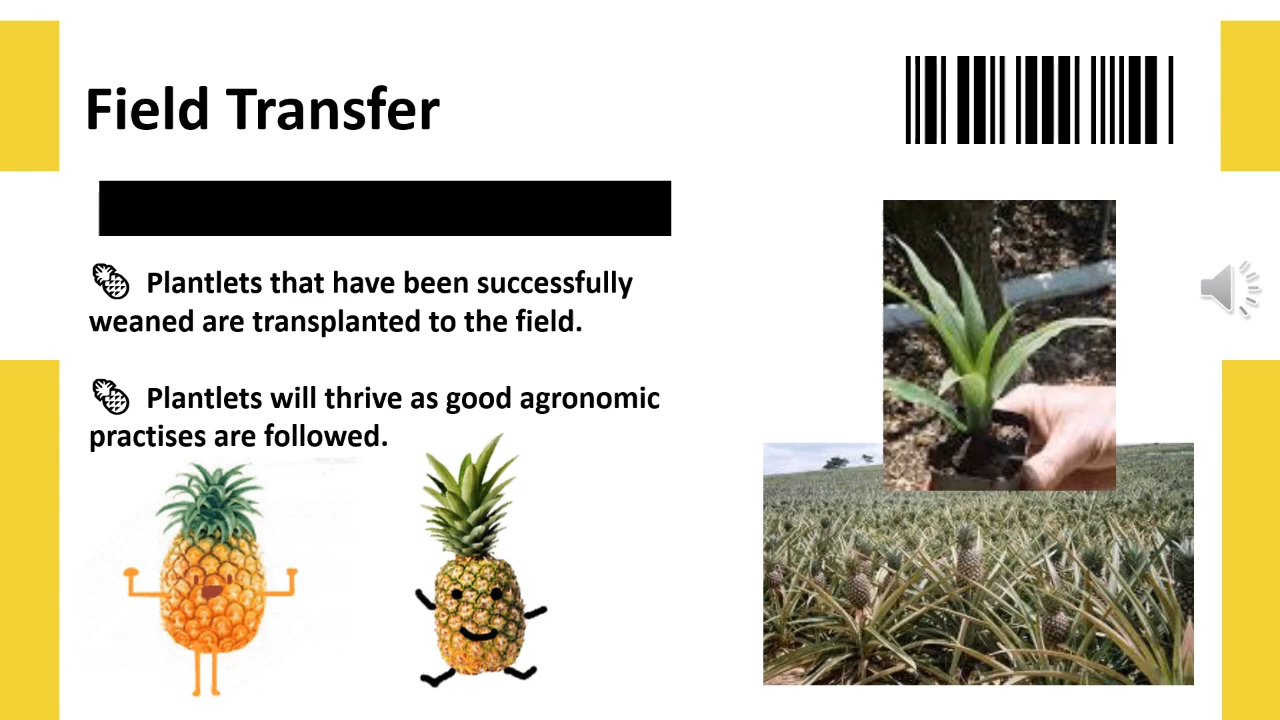 Field Transfer
Plantlets that have been successfully
weaned are transplanted to the field.
Plantlets will thrive as good agronomic
practises are followed.